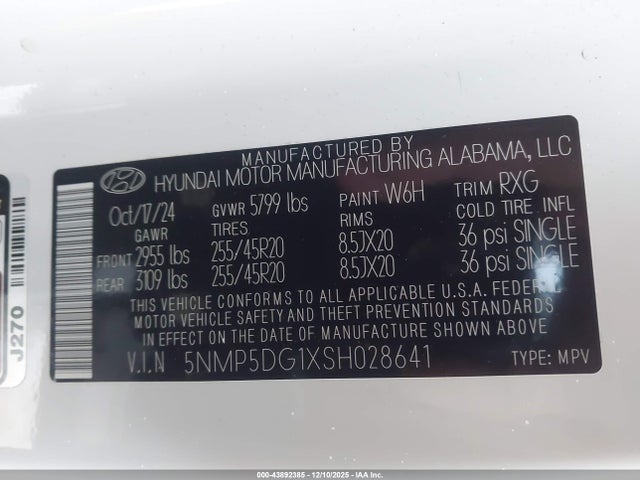 MANUFACTURED BY
HYUNDAI MOTOR MANUFACTURING ALABAMA, LLC
Oct/17/24 GVWR 5799 lbs PAINT W6H TRIM RXG
GAWR TIRES RIMS COLD TIRE INFL
FRONT 2955 lbs 255/45R20 8.5JX20 36 psi SINGLE
REAR 3109 lbs 255/45R20 8.5JX20 36 psi SINGLE
THIS VEHICLE CONFORMS TO ALL APPLICABLE U.S.A. FEDERAL
MOTOR VEHICLE SAFETY AND THEFT PREVENTION STANDARDS
IN EFFECT ON THE DATE OF MANUFACTURE SHOWN ABOVE.
V.I.N 5NMP5DG1XSH028641 TYPE: MPV
J270
000-43892385 - 12/10/2025 - IAA Inc.